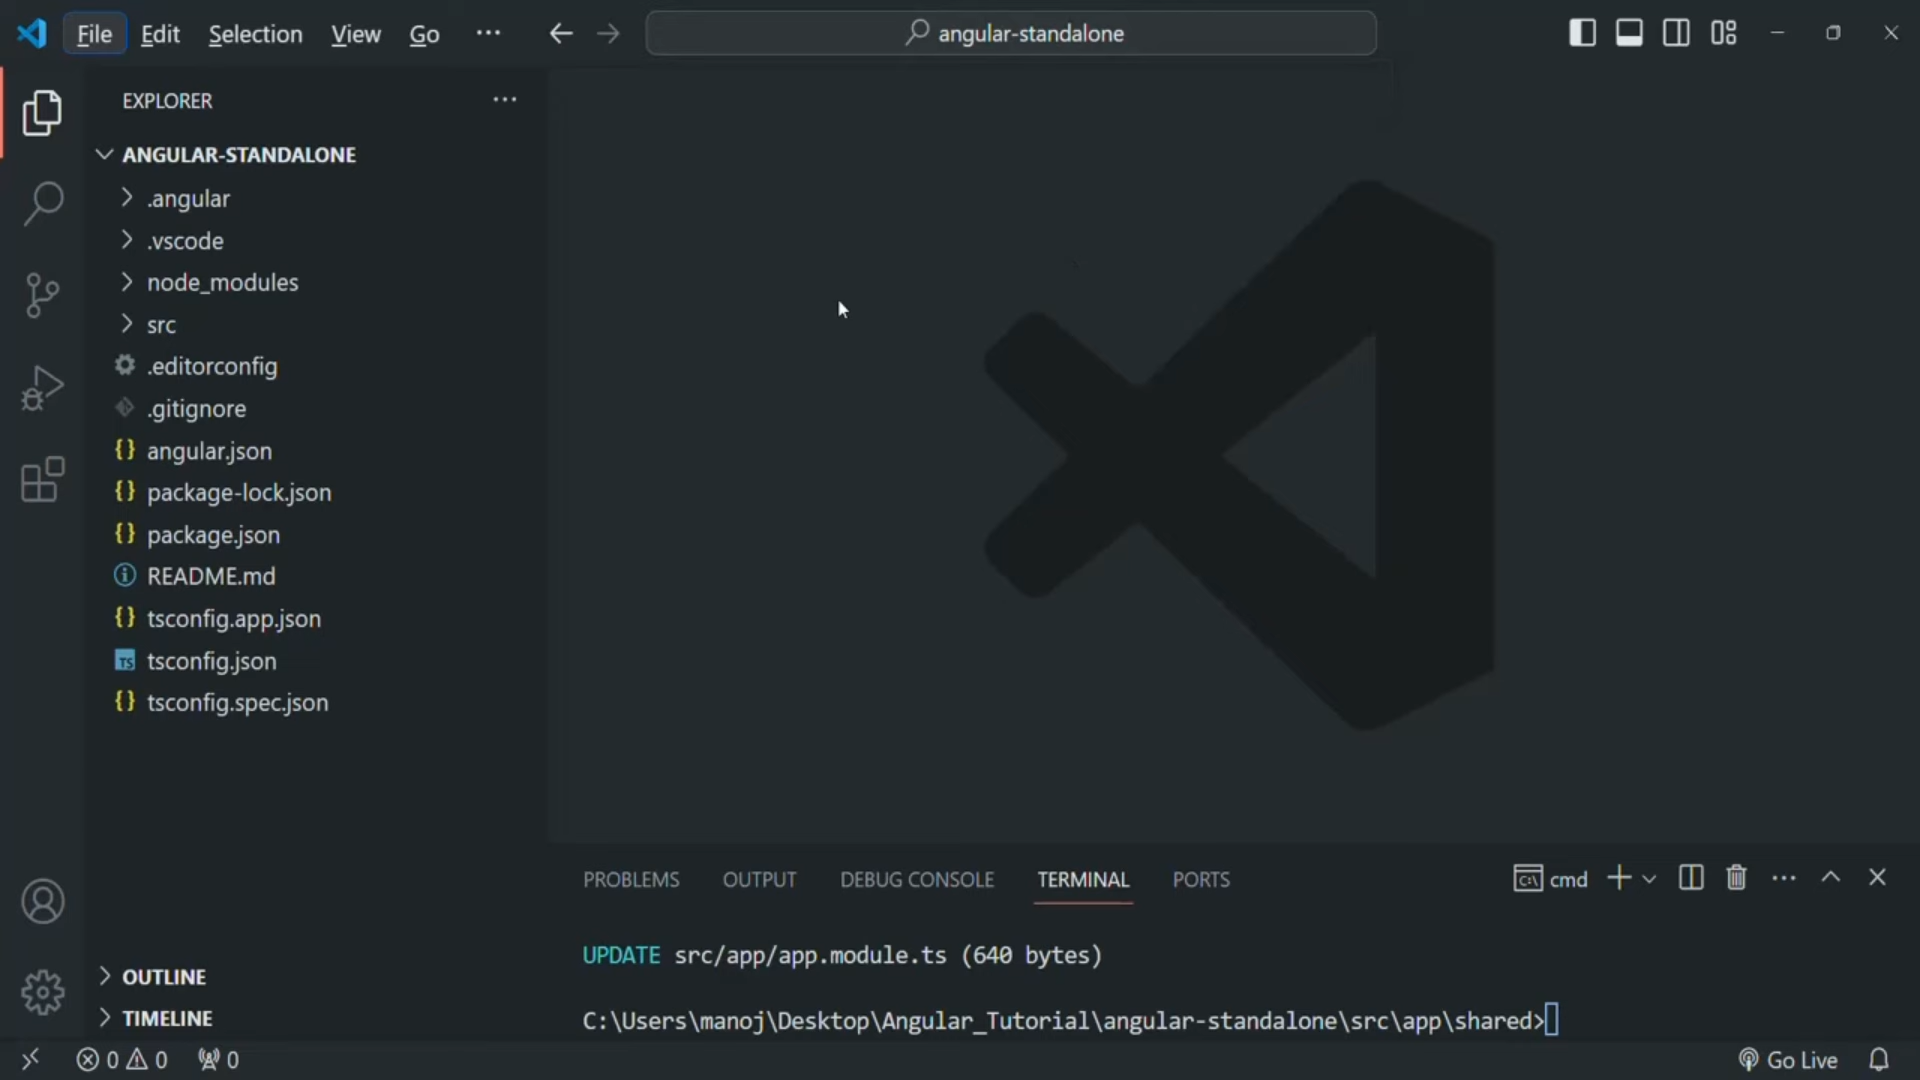 File Edit Selection View Go ··· angular-standalone
EXPLORER
ANGULAR-STANDALONE
.angular
.vscode
node_modules
src
.editorconfig
.gitignore
{} angular.json
{} package-lock.json
{} package.json
README.md
{} tsconfig.app.json
TS tsconfig.json
{} tsconfig.spec.json
OUTLINE
TIMELINE
PROBLEMS OUTPUT DEBUG CONSOLE TERMINAL PORTS cmd
UPDATE src/app/app.module.ts (640 bytes)
C:\Users\manoj\Desktop\Angular_Tutorial\angular-standalone\src\app\shared>
0 0 0 Go Live